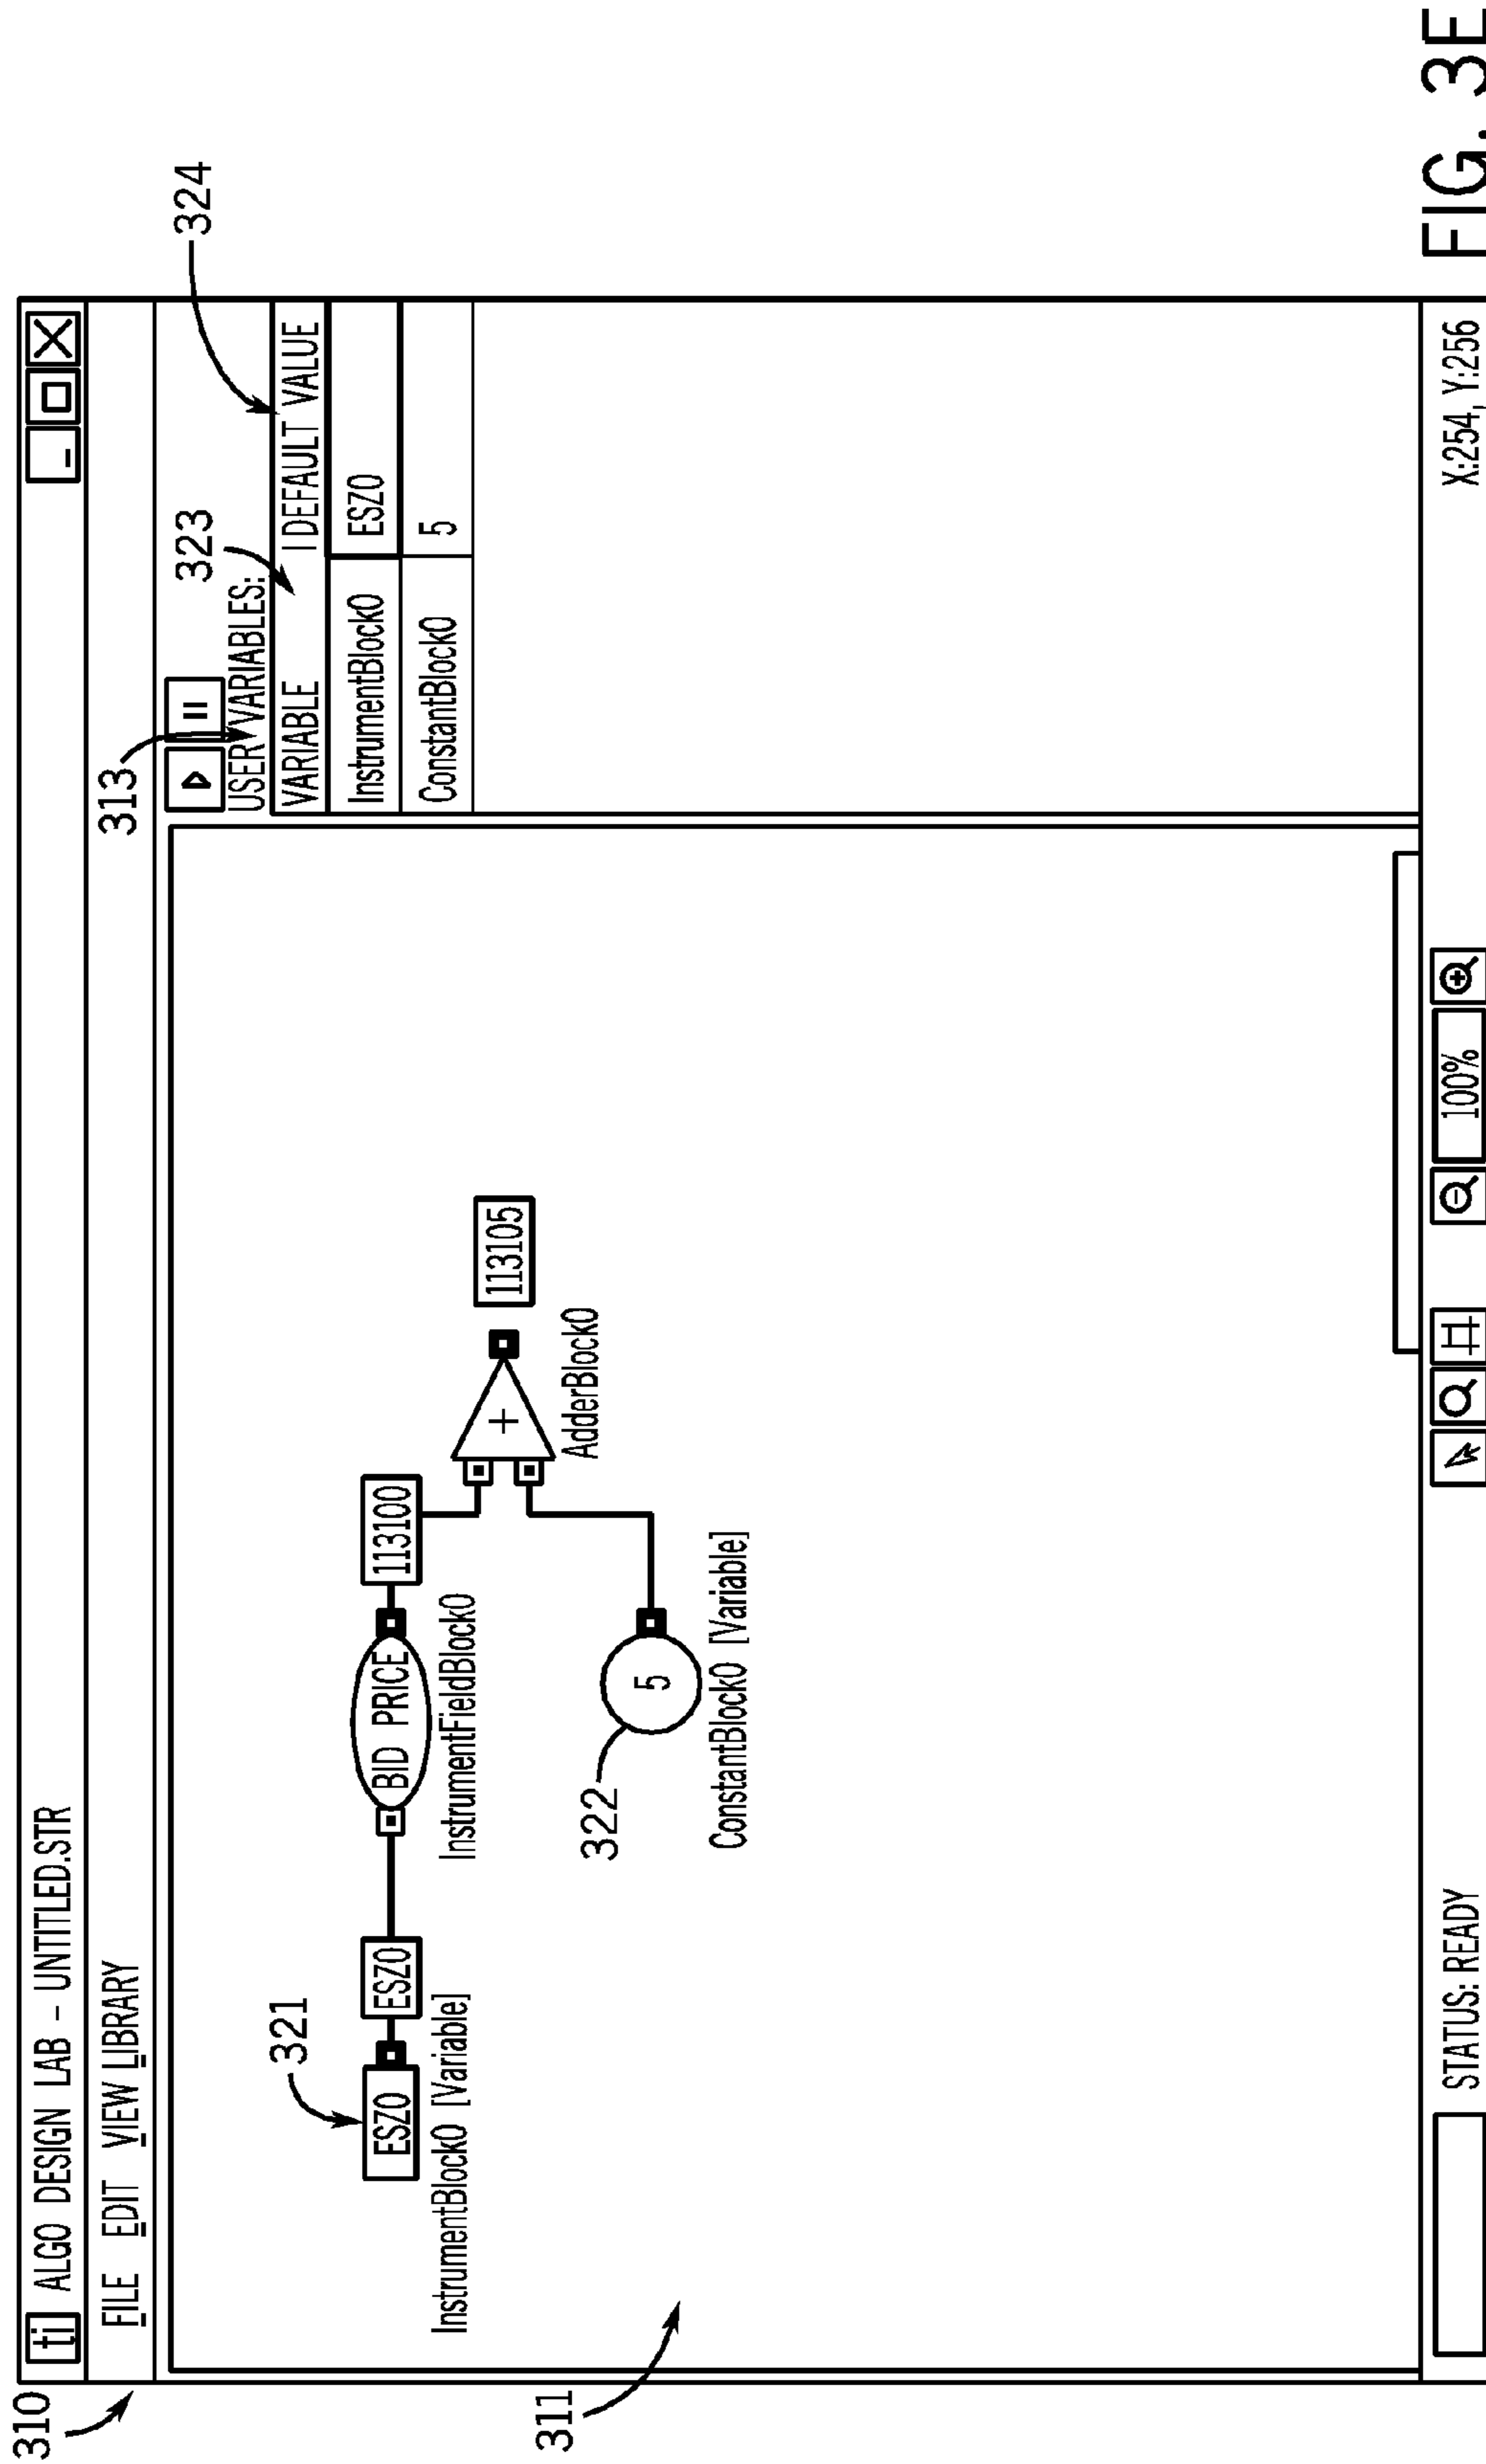 310
ti ALGO DESIGN LAB – UNTITLED.STR
FILE EDIT VIEW LIBRARY
313
323
324
USER VARIABLES:
VARIABLE | DEFAULT VALUE
InstrumentBlock0 ESZ0
ConstantBlock0 5
321
ESZ0 ESZ0 BID PRICE 113100
InstrumentBlock0 [Variable]
InstrumentFieldBlock0
+ 113105
AdderBlock0
322
5
ConstantBlock0 [Variable]
311
STATUS: READY 100% X:254, Y:256
FIG. 3E